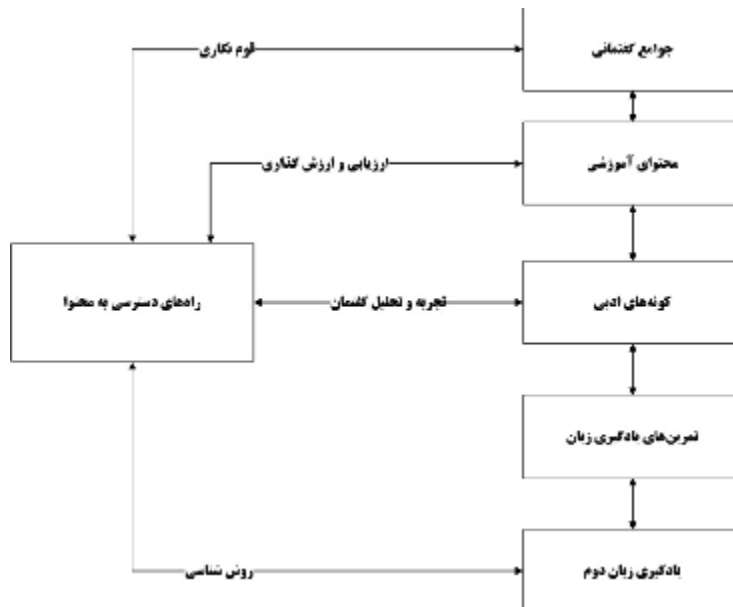 جوامع گفتمانی
قوم نگاری
محتوای آموزشی
ارزیابی و ارزش گذاری
گونه‌های ادبی
تجزیه و تحلیل گفتمان
راه‌های دسترسی به محتوا
تمرین‌های یادگیری زبان
یادگیری زبان دوم
روش شناسی